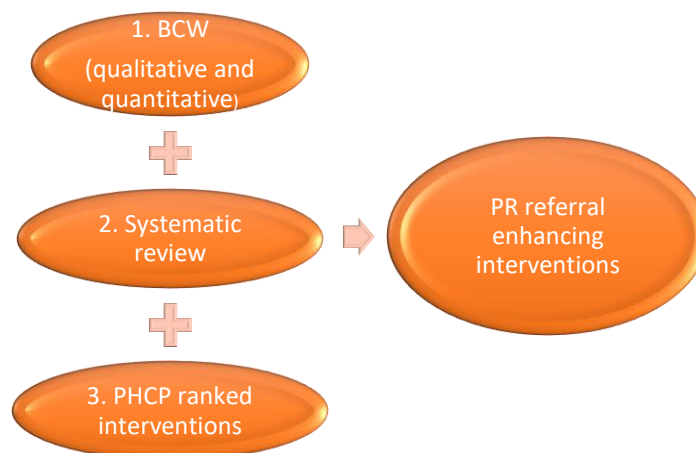 1. BCW
(qualitative and
quantitative)
2. Systematic
review
3. PHCP ranked
interventions
PR referral
enhancing
interventions